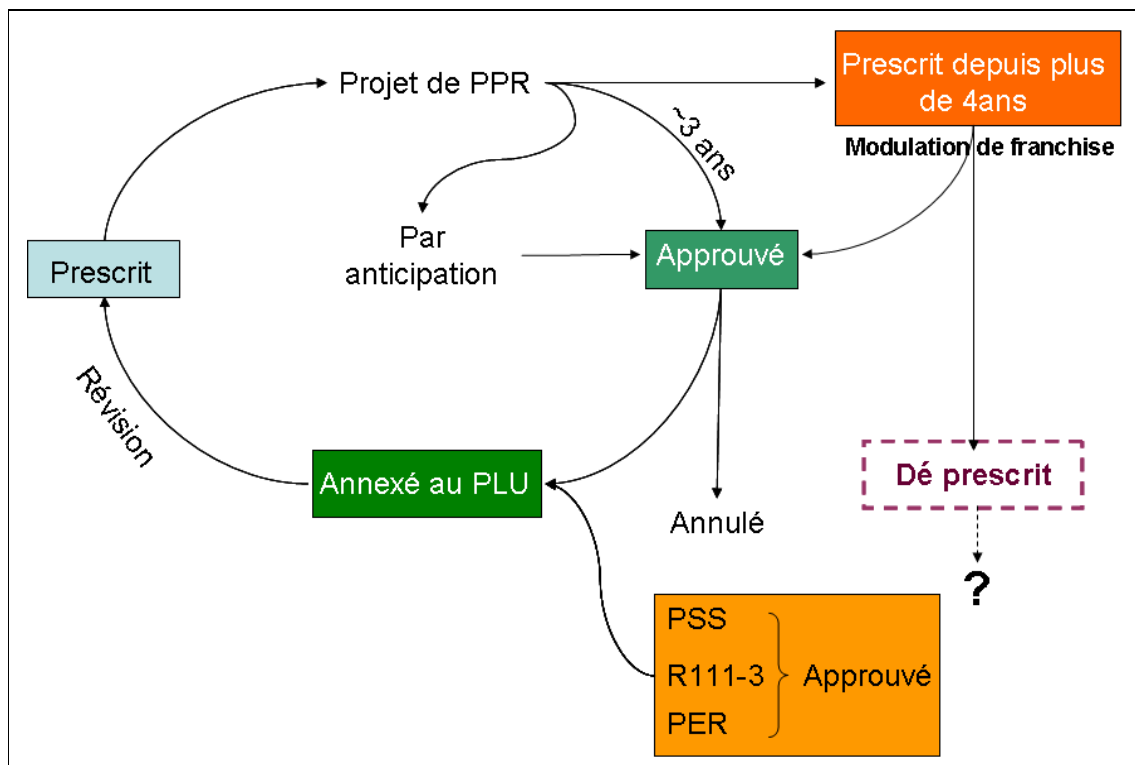 Projet de PPR
Prescrit depuis plus
de 4ans
~3 ans
Modulation de franchise
Par
anticipation
Approuvé
Prescrit
Révision
Annexé au PLU
Dé prescrit
Annulé
?
PSS
R111-3
Approuvé
PER